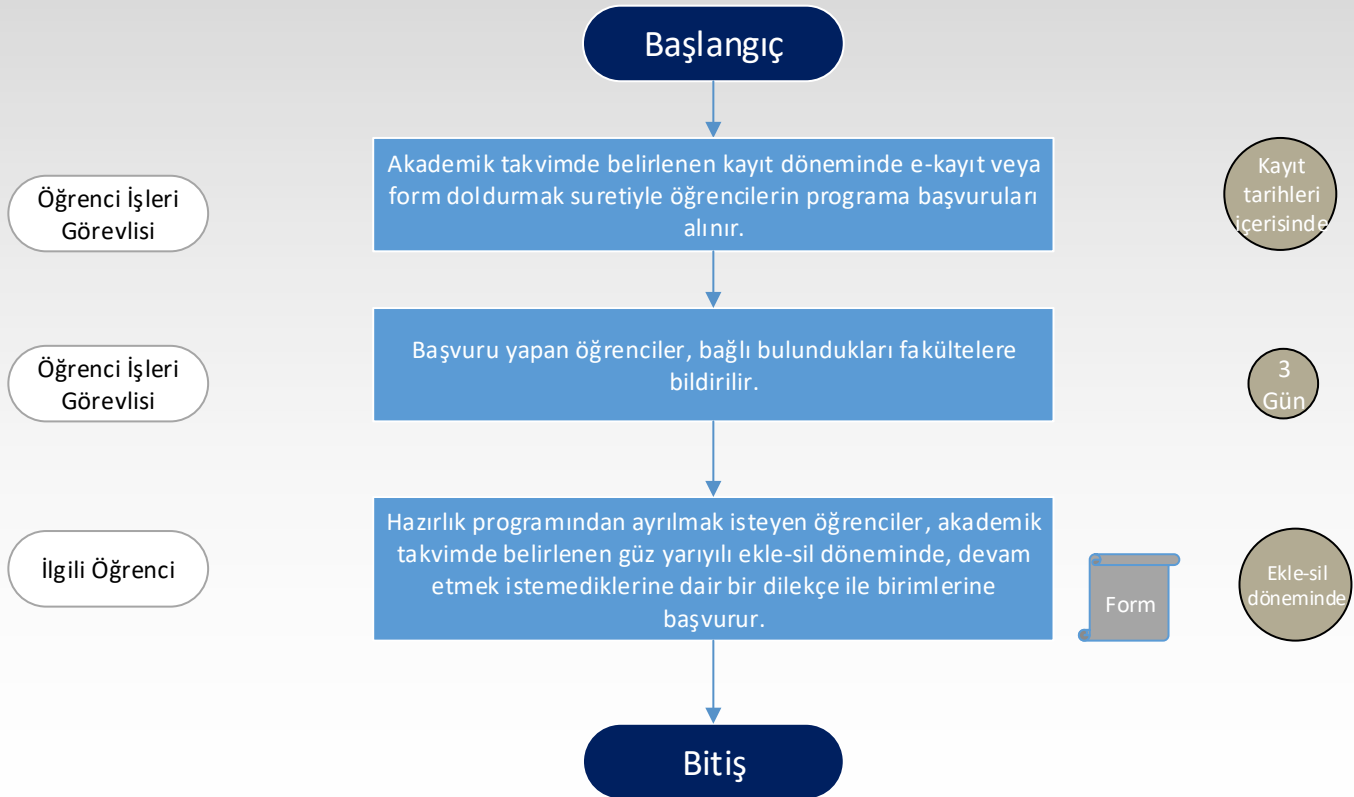 Başlangıç
Öğrenci İşleri
Görevlisi
Akademik takvimde belirlenen kayıt döneminde e-kayıt veya
form doldurmak suretiyle öğrencilerin programa başvuruları
alınır.
Kayıt
tarihleri
içerisinde
Öğrenci İşleri
Görevlisi
Başvuru yapan öğrenciler, bağlı bulundukları fakültelere
bildirilir.
3
Gün
İlgili Öğrenci
Hazırlık programından ayrılmak isteyen öğrenciler, akademik
takvimde belirlenen güz yarıyılı ekle-sil döneminde, devam
etmek istemediklerine dair bir dilekçe ile birimlerine
başvurur.
Form
Ekle-sil
döneminde
Bitiş